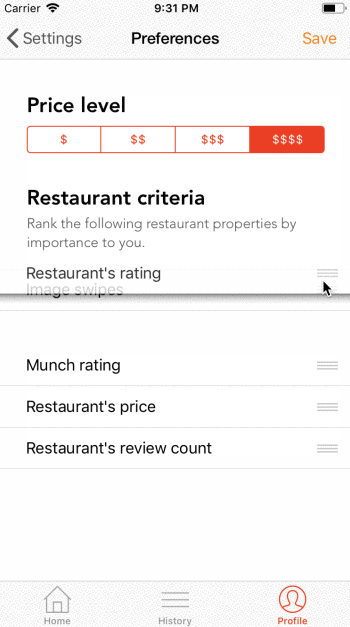 Carrier 9:31 PM
Settings Preferences Save
Price level
$ $$ $$$ $$$$
Restaurant criteria
Rank the following restaurant properties by
importance to you.
Restaurant's rating
Image swipes
Munch rating
Restaurant's price
Restaurant's review count
Home History Profile